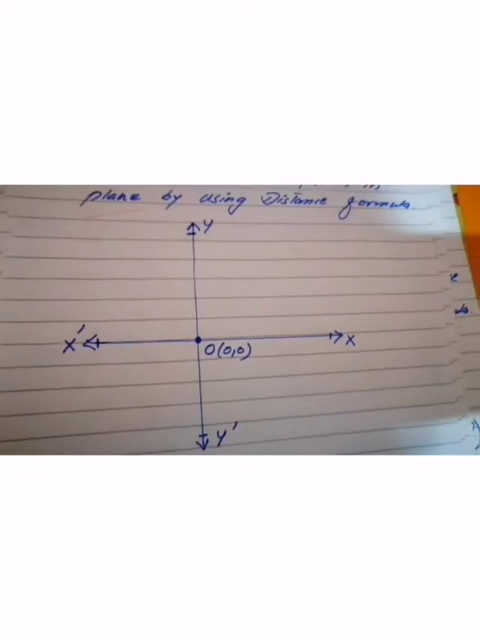 plane by using Distance formula.
Y
X'
X
O(0,0)
Y'